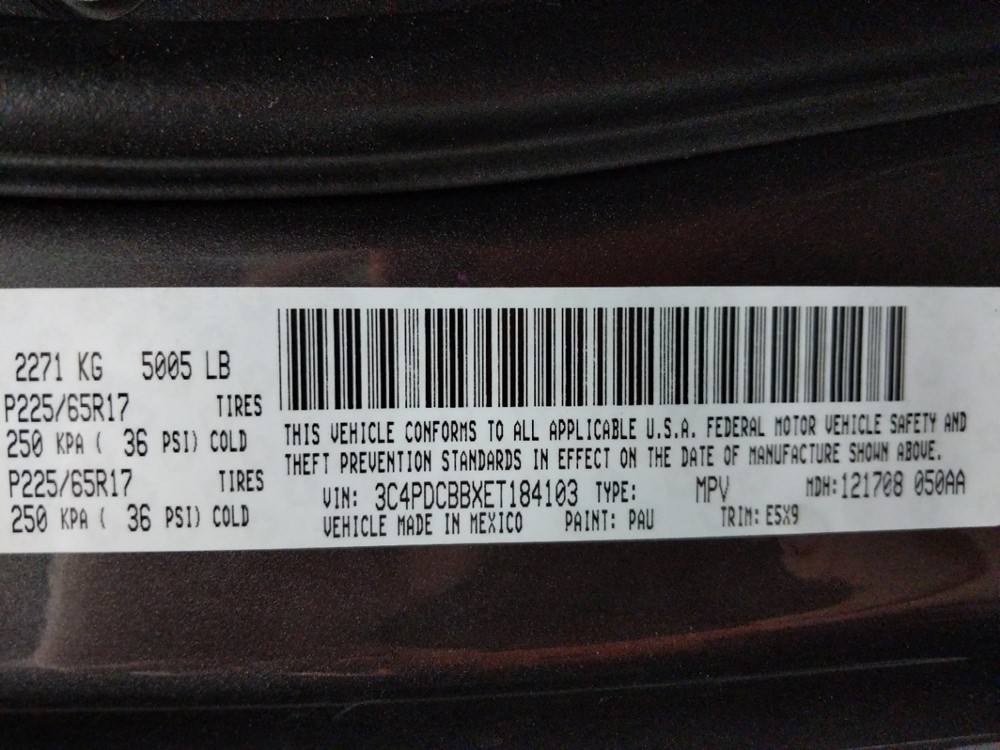 2271 KG 5005 LB
P225/65R17 TIRES
250 KPA ( 36 PSI) COLD
P225/65R17 TIRES
250 KPA ( 36 PSI) COLD
THIS VEHICLE CONFORMS TO ALL APPLICABLE U.S.A. FEDERAL MOTOR VEHICLE SAFETY AND
THEFT PREVENTION STANDARDS IN EFFECT ON THE DATE OF MANUFACTURE SHOWN ABOVE.
VIN: 3C4PDCBBXET184103 TYPE: MPV MDH:121708 050AA
VEHICLE MADE IN MEXICO PAINT: PAU TRIM: E5X9